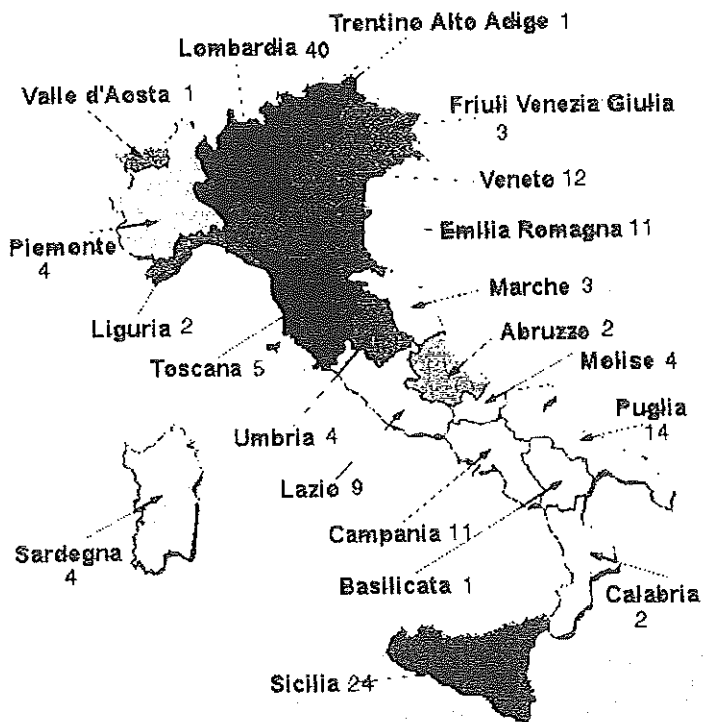 Trentino Alto Adige 1
Lombardia 40
Valle d'Aosta 1
Friuli Venezia Giulia
3
Veneto 12
Emilia Romagna 11
Piemonte
4
Marche 3
Liguria 2
Abruzzo 2
Toscana 5
Molise 4
Puglia
14
Umbria 4
Lazio 9
Campania 11
Sardegna
4
Basilicata 1
Calabria
2
Sicilia 24